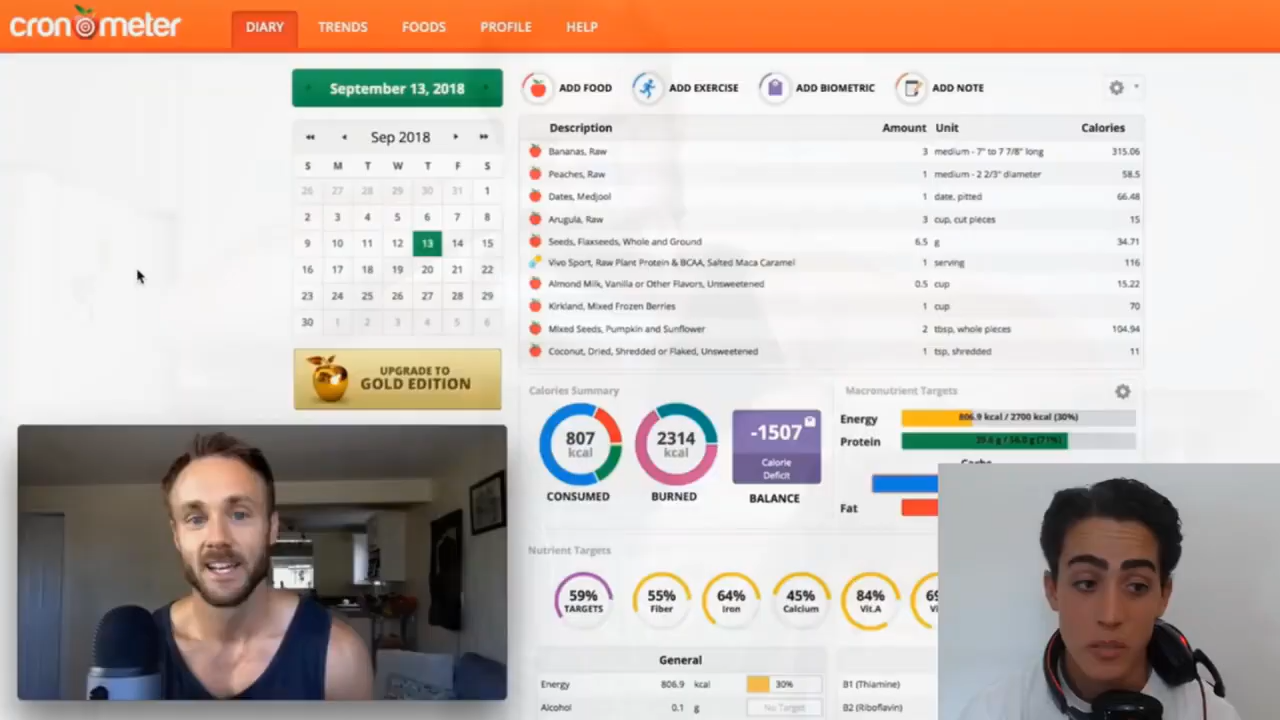 cronometer
DIARY TRENDS FOODS PROFILE HELP
September 13, 2018
Sep 2018
S M T W T F S
26 27 28 29 30 31 1
2 3 4 5 6 7 8
9 10 11 12 13 14 15
16 17 18 19 20 21 22
23 24 25 26 27 28 29
30 1 2 3 4 5 6
UPGRADE TO
GOLD EDITION
ADD FOOD ADD EXERCISE ADD BIOMETRIC ADD NOTE
Description Amount Unit Calories
Bananas, Raw 3 medium - 7" to 7 7/8" long 315.06
Peaches, Raw 1 medium - 2 2/3" diameter 58.5
Dates, Medjool 1 date, pitted 66.48
Arugula, Raw 3 cup, cut pieces 15
Seeds, Flaxseeds, Whole and Ground 6.5 g 34.71
Vivo Sport, Raw Plant Protein & BCAA, Salted Maca Caramel 1 serving 116
Almond Milk, Vanilla or Other Flavors, Unsweetened 0.5 cup 15.22
Kirkland, Mixed Frozen Berries 1 cup 70
Mixed Seeds, Pumpkin and Sunflower 2 tbsp, whole pieces 104.94
Coconut, Dried, Shredded or Flaked, Unsweetened 1 tsp, shredded 11
Calories Summary
807
kcal
CONSUMED
2314
kcal
BURNED
-1507
Calorie
Deficit
BALANCE
Macronutrient Targets
Energy 806.9 kcal / 2700 kcal (30%)
Protein
Fat
Nutrient Targets
59%
TARGETS
55%
Fiber
64%
Iron
45%
Calcium
84%
Vit.A
General
Energy 806.9 kcal 30%
Alcohol 0.1 g No Target
B1 (Thiamine)
B2 (Riboflavin)